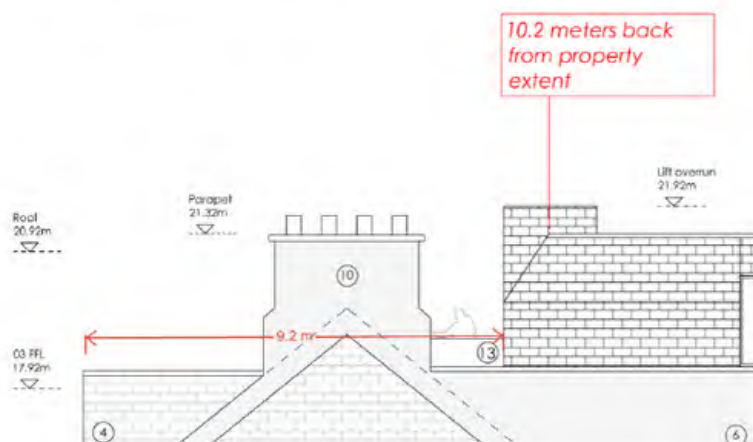 10.2 meters back
from property
extent
Lift overrun
21.92m
Parapet
21.32m
Roof
20.92m
10
9.2 m
13
03 FFL
17.92m
4
6